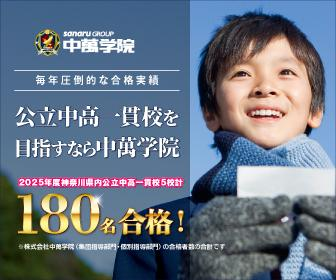 sanaru GROUP
中萬学院
毎年圧倒的な合格実績
公立中高一貫校を
目指すなら中萬学院
2025年度神奈川県内公立中高一貫校5校計
180名合格!
※株式会社中萬学院(集団指導部門・個別指導部門)の合格者数の合計です